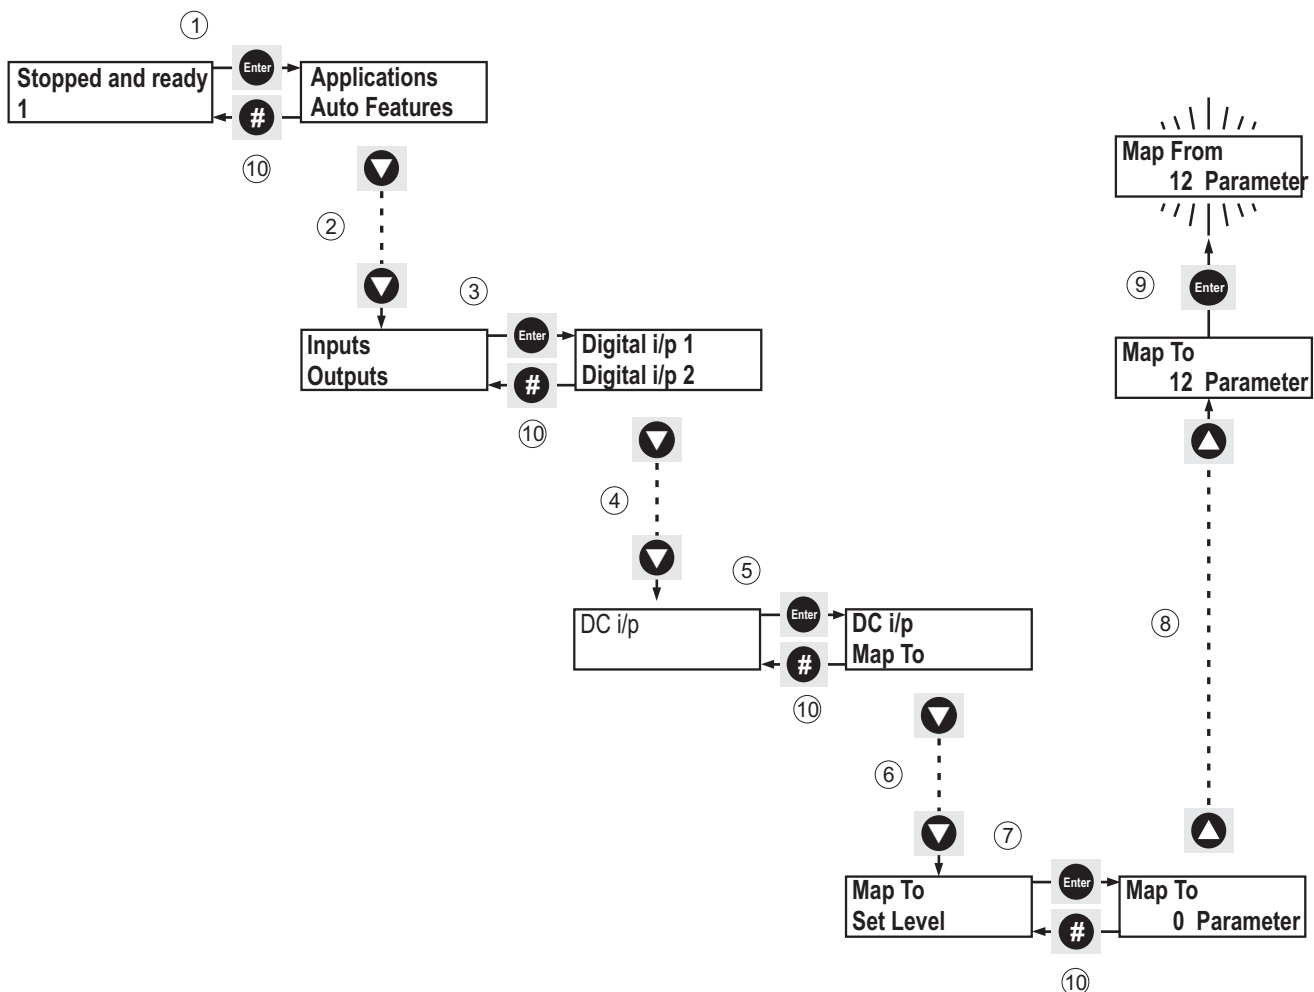 ①
Stopped and ready
1
Enter
#
⑩
Applications
Auto Features
②
③
Inputs
Outputs
Enter
#
⑩
Digital i/p 1
Digital i/p 2
④
⑤
DC i/p
Enter
#
⑩
DC i/p
Map To
⑥
⑦
Map To
Set Level
Enter
#
⑩
Map To
0 Parameter
⑧
Map To
12 Parameter
⑨
Enter
Map From
12 Parameter